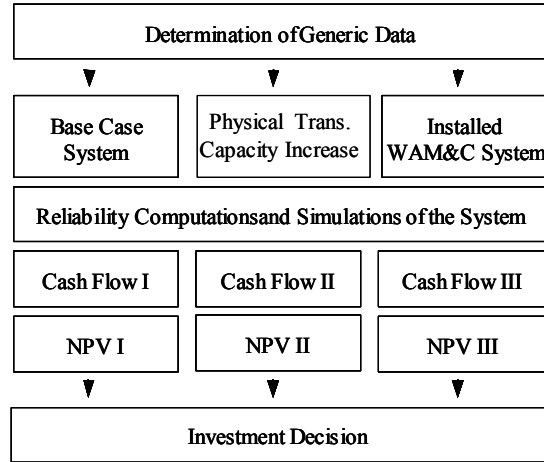 Determination of Generic Data
Base Case
System
Physical Trans.
Capacity Increase
Installed
WAM&C System
Reliability Computationsand Simulations of the System
Cash Flow I
Cash Flow II
Cash Flow III
NPV I
NPV II
NPV III
Investment Decision